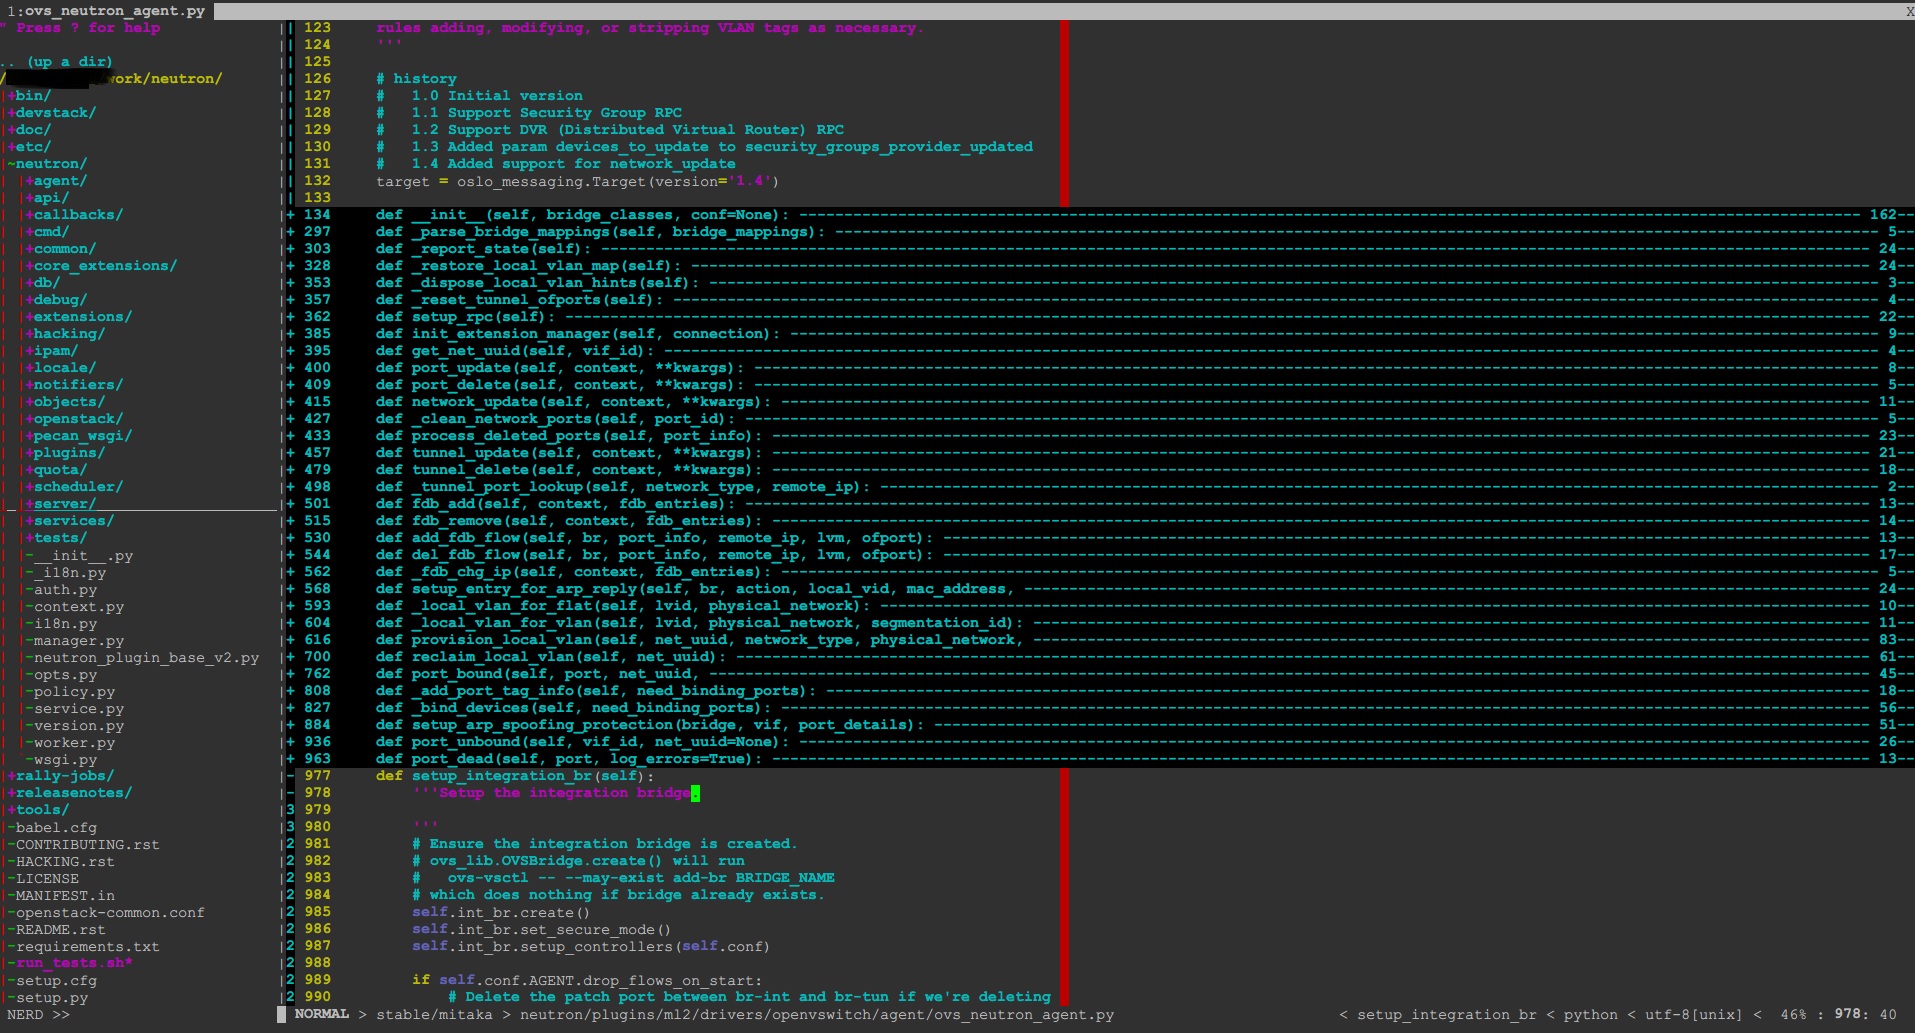 1:ovs_neutron_agent.py X
" Press ? for help
.. (up a dir)
work/neutron/
+bin/
+devstack/
+doc/
+etc/
~neutron/
+agent/
+api/
+callbacks/
+cmd/
+common/
+core_extensions/
+db/
+debug/
+extensions/
+hacking/
+ipam/
+locale/
+notifiers/
+objects/
+openstack/
+pecan_wsgi/
+plugins/
+quota/
+scheduler/
+server/
+services/
+tests/
-__init__.py
-_i18n.py
-auth.py
-context.py
-i18n.py
-manager.py
-neutron_plugin_base_v2.py
-opts.py
-policy.py
-service.py
-version.py
-worker.py
-wsgi.py
+rally-jobs/
+releasenotes/
+tools/
-babel.cfg
-CONTRIBUTING.rst
-HACKING.rst
-LICENSE
-MANIFEST.in
-openstack-common.conf
-README.rst
-requirements.txt
-run_tests.sh*
-setup.cfg
-setup.py
NERD >>
123 rules adding, modifying, or stripping VLAN tags as necessary.
124 '''
125
126 # history
127 #   1.0 Initial version
128 #   1.1 Support Security Group RPC
129 #   1.2 Support DVR (Distributed Virtual Router) RPC
130 #   1.3 Added param devices_to_update to security_groups_provider_updated
131 #   1.4 Added support for network_update
132 target = oslo_messaging.Target(version='1.4')
133
+ 134 def __init__(self, bridge_classes, conf=None): --- 162--
+ 297 def _parse_bridge_mappings(self, bridge_mappings): --- 5--
+ 303 def _report_state(self): --- 24--
+ 328 def _restore_local_vlan_map(self): --- 24--
+ 353 def _dispose_local_vlan_hints(self): --- 3--
+ 357 def _reset_tunnel_ofports(self): --- 4--
+ 362 def setup_rpc(self): --- 22--
+ 385 def init_extension_manager(self, connection): --- 9--
+ 395 def get_net_uuid(self, vif_id): --- 4--
+ 400 def port_update(self, context, **kwargs): --- 8--
+ 409 def port_delete(self, context, **kwargs): --- 5--
+ 415 def network_update(self, context, **kwargs): --- 11--
+ 427 def _clean_network_ports(self, port_id): --- 5--
+ 433 def process_deleted_ports(self, port_info): --- 23--
+ 457 def tunnel_update(self, context, **kwargs): --- 21--
+ 479 def tunnel_delete(self, context, **kwargs): --- 18--
+ 498 def _tunnel_port_lookup(self, network_type, remote_ip): --- 2--
+ 501 def fdb_add(self, context, fdb_entries): --- 13--
+ 515 def fdb_remove(self, context, fdb_entries): --- 14--
+ 530 def add_fdb_flow(self, br, port_info, remote_ip, lvm, ofport): --- 13--
+ 544 def del_fdb_flow(self, br, port_info, remote_ip, lvm, ofport): --- 17--
+ 562 def _fdb_chg_ip(self, context, fdb_entries): --- 5--
+ 568 def setup_entry_for_arp_reply(self, br, action, local_vid, mac_address, --- 24--
+ 593 def _local_vlan_for_flat(self, lvid, physical_network): --- 10--
+ 604 def _local_vlan_for_vlan(self, lvid, physical_network, segmentation_id): --- 11--
+ 616 def provision_local_vlan(self, net_uuid, network_type, physical_network, --- 83--
+ 700 def reclaim_local_vlan(self, net_uuid): --- 61--
+ 762 def port_bound(self, port, net_uuid, --- 45--
+ 808 def _add_port_tag_info(self, need_binding_ports): --- 18--
+ 827 def _bind_devices(self, need_binding_ports): --- 56--
+ 884 def setup_arp_spoofing_protection(bridge, vif, port_details): --- 51--
+ 936 def port_unbound(self, vif_id, net_uuid=None): --- 26--
+ 963 def port_dead(self, port, log_errors=True): --- 13--
- 977 def setup_integration_br(self):
- 978 '''Setup the integration bridge.
3 979
3 980 '''
2 981 # Ensure the integration bridge is created.
2 982 # ovs_lib.OVSBridge.create() will run
2 983 #   ovs-vsctl -- --may-exist add-br BRIDGE_NAME
2 984 # which does nothing if bridge already exists.
2 985 self.int_br.create()
2 986 self.int_br.set_secure_mode()
2 987 self.int_br.setup_controllers(self.conf)
2 988
2 989 if self.conf.AGENT.drop_flows_on_start:
2 990 # Delete the patch port between br-int and br-tun if we're deleting
NORMAL > stable/mitaka > neutron/plugins/ml2/drivers/openvswitch/agent/ovs_neutron_agent.py < setup_integration_br < python < utf-8[unix] < 46% : 978: 40